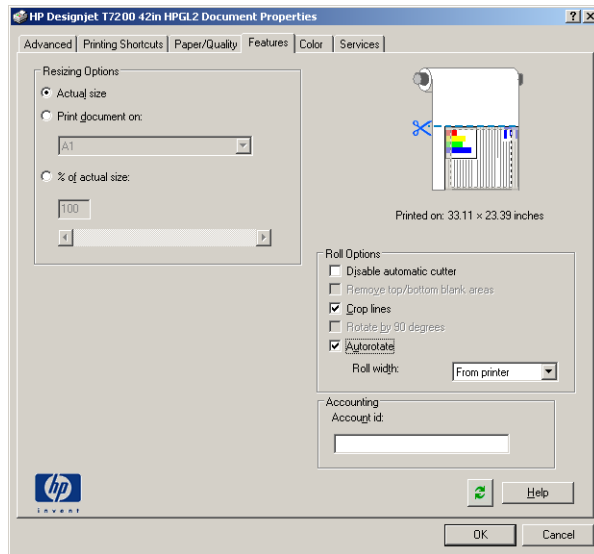 HP Designjet T7200 42in HPGL2 Document Properties
Advanced Printing Shortcuts Paper/Quality Features Color Services
Resizing Options
Actual size
Print document on:
A1
% of actual size:
100
Printed on: 33.11 × 23.39 inches
Roll Options
Disable automatic cutter
Remove top/bottom blank areas
Crop lines
Rotate by 90 degrees
Autorotate
Roll width: From printer
Accounting
Account id:
hp
invent
Help
OK Cancel